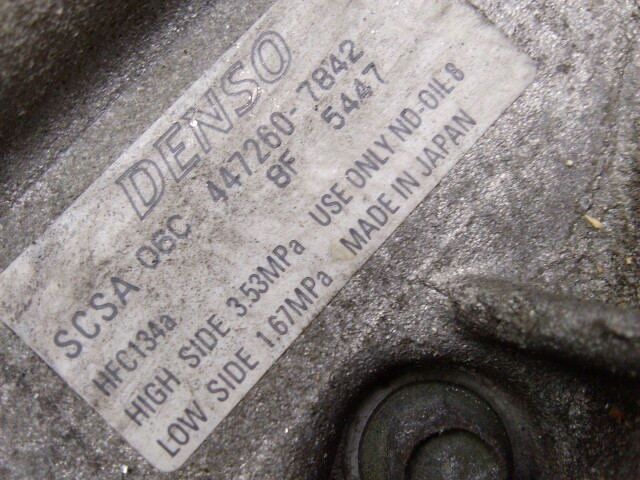 DENSO
SCSA 06C 447260-7842
8F 5447
HFC134a
HIGH SIDE 3.53MPa USE ONLY ND-OIL8
LOW SIDE 1.67MPa MADE IN JAPAN